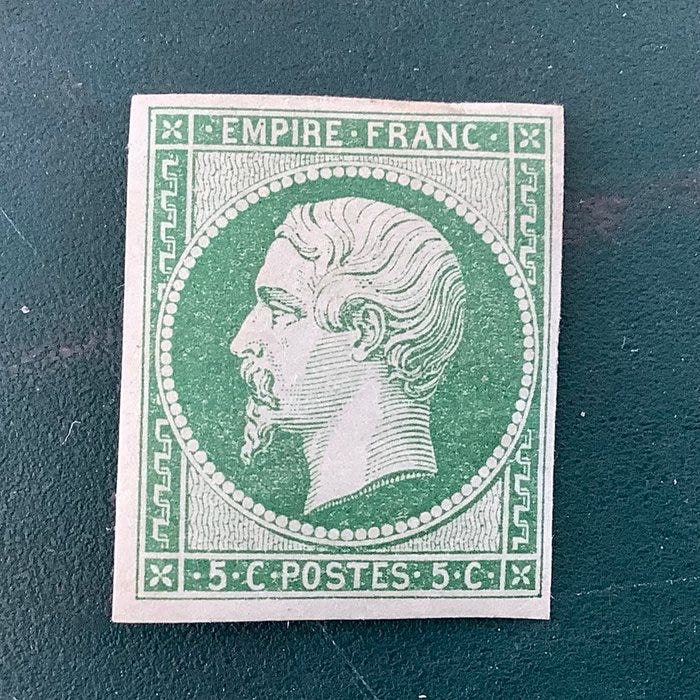 · EMPIRE · FRANC ·
· 5 · C · POSTES · 5 · C ·